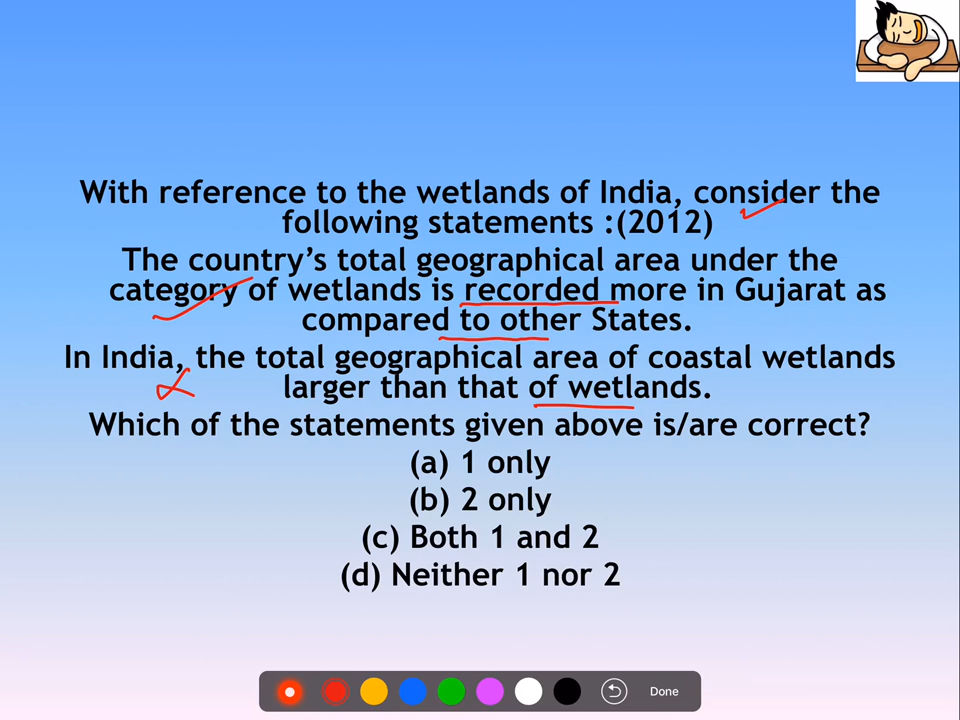 With reference to the wetlands of India, consider the
following statements :(2012)
The country's total geographical area under the
category of wetlands is recorded more in Gujarat as
compared to other States.
In India, the total geographical area of coastal wetlands
larger than that of wetlands.
Which of the statements given above is/are correct?
(a) 1 only
(b) 2 only
(c) Both 1 and 2
(d) Neither 1 nor 2
Done